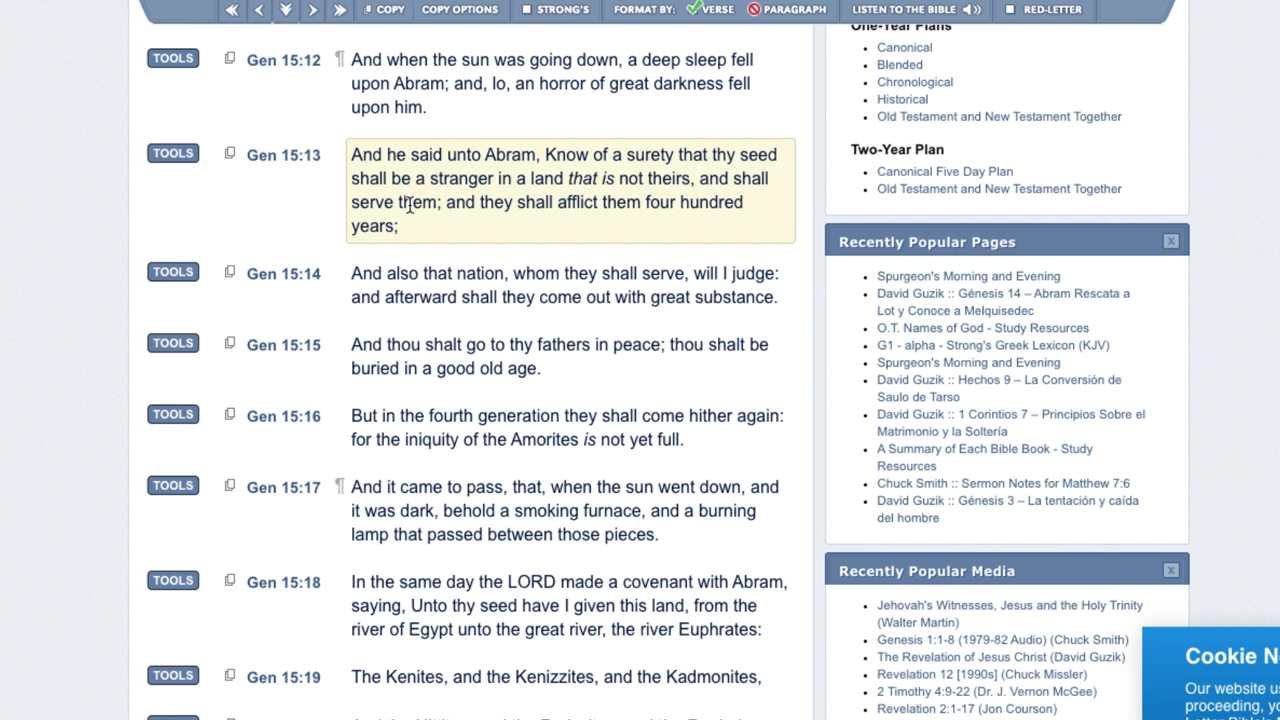 COPY COPY OPTIONS STRONG'S FORMAT BY: VERSE PARAGRAPH LISTEN TO THE BIBLE RED-LETTER
TOOLS Gen 15:12 ¶ And when the sun was going down, a deep sleep fell
upon Abram; and, lo, an horror of great darkness fell
upon him.
TOOLS Gen 15:13 And he said unto Abram, Know of a surety that thy seed
shall be a stranger in a land that is not theirs, and shall
serve them; and they shall afflict them four hundred
years;
TOOLS Gen 15:14 And also that nation, whom they shall serve, will I judge:
and afterward shall they come out with great substance.
TOOLS Gen 15:15 And thou shalt go to thy fathers in peace; thou shalt be
buried in a good old age.
TOOLS Gen 15:16 But in the fourth generation they shall come hither again:
for the iniquity of the Amorites is not yet full.
TOOLS Gen 15:17 ¶ And it came to pass, that, when the sun went down, and
it was dark, behold a smoking furnace, and a burning
lamp that passed between those pieces.
TOOLS Gen 15:18 In the same day the LORD made a covenant with Abram,
saying, Unto thy seed have I given this land, from the
river of Egypt unto the great river, the river Euphrates:
TOOLS Gen 15:19 The Kenites, and the Kenizzites, and the Kadmonites,
One-Year Plans
Canonical
Blended
Chronological
Historical
Old Testament and New Testament Together
Two-Year Plan
Canonical Five Day Plan
Old Testament and New Testament Together
Recently Popular Pages x
Spurgeon's Morning and Evening
David Guzik :: Génesis 14 – Abram Rescata a
Lot y Conoce a Melquisedec
O.T. Names of God - Study Resources
G1 - alpha - Strong's Greek Lexicon (KJV)
Spurgeon's Morning and Evening
David Guzik :: Hechos 9 – La Conversión de
Saulo de Tarso
David Guzik :: 1 Corintios 7 – Principios Sobre el
Matrimonio y la Soltería
A Summary of Each Bible Book - Study
Resources
Chuck Smith :: Sermon Notes for Matthew 7:6
David Guzik :: Génesis 3 – La tentación y caída
del hombre
Recently Popular Media x
Jehovah's Witnesses, Jesus and the Holy Trinity
(Walter Martin)
Genesis 1:1-8 (1979-82 Audio) (Chuck Smith)
The Revelation of Jesus Christ (David Guzik)
Revelation 12 [1990s] (Chuck Missler)
2 Timothy 4:9-22 (Dr. J. Vernon McGee)
Revelation 2:1-17 (Jon Courson)
Cookie N
Our website us
proceeding, yo